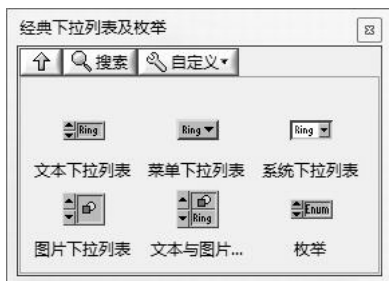 经典下拉列表及枚举
搜索 自定义
Ring Ring Ring
文本下拉列表 菜单下拉列表 系统下拉列表
Ring Enum
图片下拉列表 文本与图片... 枚举